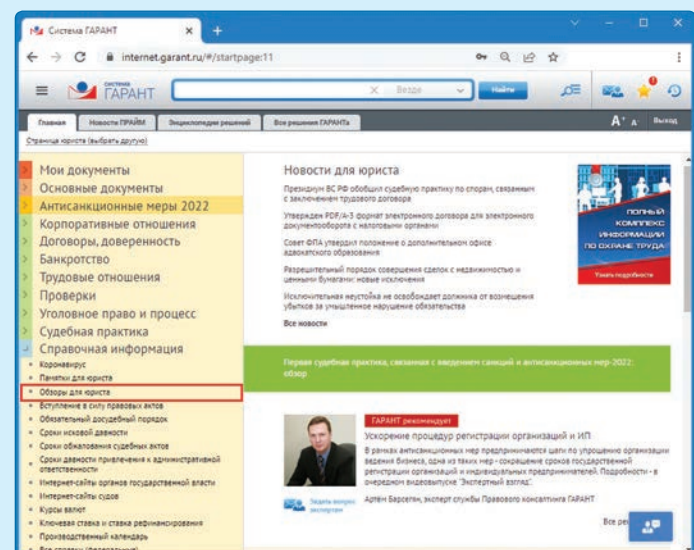 Система ГАРАНТ
internet.garant.ru/#/startpage:11
СИСТЕМА
ГАРАНТ
Везде
Найти
Главная
Новости ПРАЙМ
Энциклопедия решений
Все решения ГАРАНТа
A+ A-
Выход
Страница юриста (выбрать другую)
Мои документы
Основные документы
Антисанкционные меры 2022
Корпоративные отношения
Договоры, доверенность
Банкротство
Трудовые отношения
Проверки
Уголовное право и процесс
Судебная практика
Справочная информация
Коронавирус
Памятки для юриста
Обзоры для юриста
Вступление в силу правовых актов
Обязательный досудебный порядок
Сроки исковой давности
Сроки обжалования судебных актов
Сроки давности привлечения к административной
ответственности
Интернет-сайты органов государственной власти
Интернет-сайты судов
Курсы валют
Ключевая ставка и ставка рефинансирования
Производственный календарь
Все справки (федеральные)
Новости для юриста
Президиум ВС РФ обобщил судебную практику по спорам, связанным
с заключением трудового договора
Утвержден PDF/A-3 формат электронного договора для электронного
документооборота с налоговыми органами
Совет ФПА утвердил положение о дополнительном офисе
адвокатского образования
Разрешительный порядок совершения сделок с недвижимостью и
ценными бумагами: новые исключения
Исключительная неустойка не освобождает должника от возмещения
убытков за умышленное нарушение обязательства
Все новости
ПОЛНЫЙ
КОМПЛЕКС
ИНФОРМАЦИИ
ПО ОХРАНЕ ТРУДА
Узнать подробности
Первая судебная практика, связанная с введением санкций и антисанкционных мер-2022:
обзор
ГАРАНТ рекомендует
Ускорение процедур регистрации организаций и ИП
В рамках антисанкционных мер предпринимаются шаги по упрощению организации
ведения бизнеса, одна из таких мер - сокращение сроков государственной
регистрации организаций и индивидуальных предпринимателей. Подробности - в
очередном видеовыпуске "Экспертный взгляд".
Артём Барсегян, эксперт службы Правового консалтинга ГАРАНТ
Задать вопрос
экспертам
Все